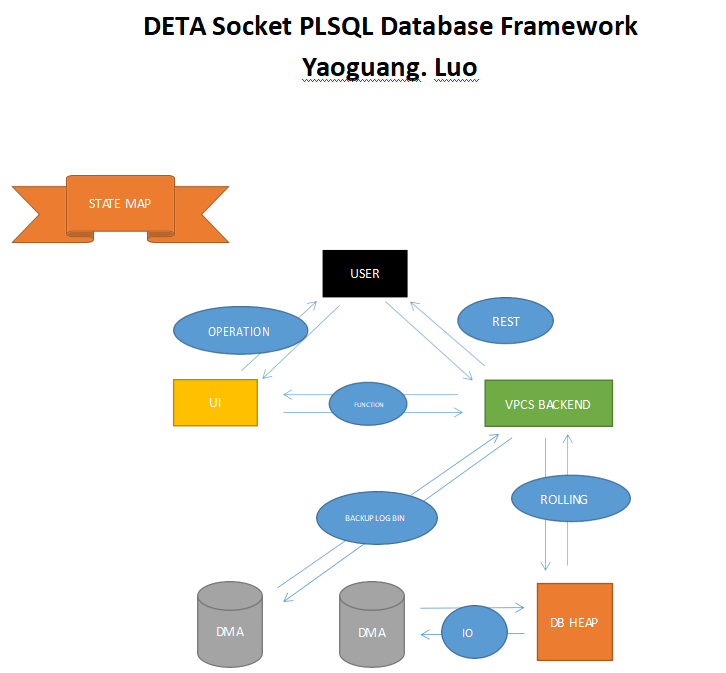 DETA Socket PLSQL Database Framework
Yaoguang. Luo
STATE MAP
USER
OPERATION
REST
UI
FUNCTION
VPCS BACKEND
BACKUP LOG BIN
ROLLING
DMA
DMA
IO
DB HEAP